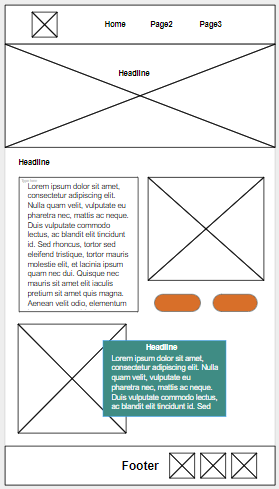 Home Page2 Page3
Headline
Headline
Lorem ipsum dolor sit amet,
consectetur adipiscing elit.
Nulla quis velit, vulputate eu
pharetra nec, mattis ac neque.
Duis vulputate commodo
lectus, ac blandit elit tincidunt
id. Sed rhoncus, tortor sed
eleifend tristique, tortor mauris
molestie elit, et lacinia ipsum
quam nec dui. Quisque nec
mauris sit amet elit iaculis
pretium sit amet quis magna.
Aenean velit odio, elementum
Headline
Lorem ipsum dolor sit amet,
consectetur adipiscing elit.
Nulla quam velit, vulputate eu
pharetra nec, mattis ac neque.
Duis vulputate commodo
lectus, ac blandit elit
tincidunt id. Sed
Footer